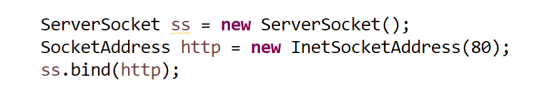 ServerSocket ss = new ServerSocket();
SocketAddress http = new InetSocketAddress(80);
ss.bind(http);